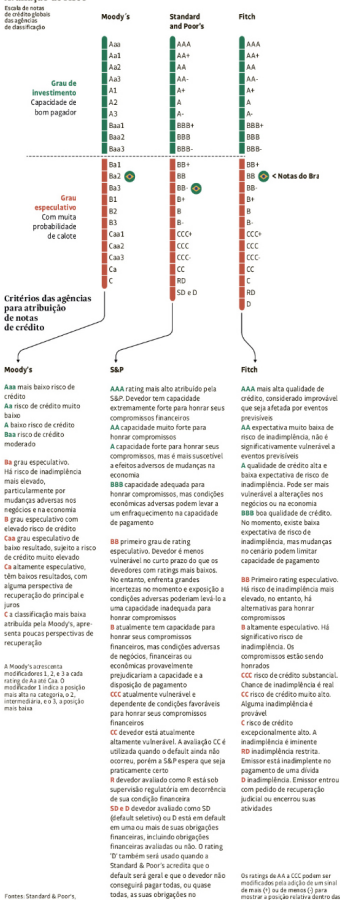 Escala de notas
de crédito globais
das agências
de classificação
Moody´s
Standard
and Poor's
Fitch
Grau de
investimento
Capacidade de
bom pagador
Aaa
Aa1
Aa2
Aa3
A1
A2
A3
Baa1
Baa2
Baa3
AAA
AA+
AA
AA-
A+
A
A-
BBB+
BBB
BBB-
AAA
AA+
AA
AA-
A+
A
A-
BBB+
BBB
BBB-
Grau
especulativo
Com muita
probabilidade
de calote
Ba1
Ba2
Ba3
B1
B2
B3
Caa1
Caa2
Caa3
Ca
C
BB+
BB
BB-
B+
B
B-
CCC+
CCC
CCC-
CC
RD
SD e D
BB+
BB
BB-
B+
B
B-
CCC+
CCC
CCC-
CC
C
RD
D
< Notas do Bra
Critérios das agências
para atribuição
de notas
de crédito
Moody's
Aaa mais baixo risco de
crédito
Aa risco de crédito muito
baixo
A baixo risco de crédito
Baa risco de crédito
moderado
Ba grau especulativo.
Há risco de inadimplência
mais elevado,
particularmente por
mudanças adversas nos
negócios e na economia
B grau especulativo com
elevado risco de crédito
Caa grau especulativo de
baixo resultado, sujeito a risco
de crédito muito elevado
Ca altamente especulativo,
têm baixos resultados, com
alguma perspectiva de
recuperação do principal e
juros
C a classificação mais baixa
atribuída pela Moody's, apre-
senta poucas perspectivas de
recuperação
A Moody's acrescenta
modificadores 1, 2, e 3 a cada
rating de Aa até Caa. O
modificador 1 indica a posição
mais alta na categoria, o 2,
intermediária, e o 3, a posição
mais baixa
Fontes: Standard & Poor's,
S&P
AAA rating mais alto atribuído pela
S&P. Devedor tem capacidade
extremamente forte para honrar seus
compromissos financeiros
AA capacidade muito forte para
honrar compromissos
A capacidade forte para honrar seus
compromissos, mas é mais suscetível
a efeitos adversos de mudanças na
economia
BBB capacidade adequada para
honrar compromissos, mas condições
econômicas adversas podem levar a
um enfraquecimento na capacidade
de pagamento
BB primeiro grau de rating
especulativo. Devedor é menos
vulnerável no curto prazo do que os
devedores com ratings mais baixos.
No entanto, enfrenta grandes
incertezas no momento e exposição a
condições adversas poderiam levá-lo a
uma capacidade inadequada para
honrar compromissos
B atualmente tem capacidade para
honrar seus compromissos
financeiros, mas condições adversas
de negócios, financeiras ou
econômicas provavelmente
prejudicariam a capacidade e a
disposição de pagamento
CCC atualmente vulnerável e
dependente de condições favoráveis
para honrar seus compromissos
financeiros
CC devedor está atualmente
altamente vulnerável. A avaliação CC é
utilizada quando o default ainda não
ocorreu, porém a S&P espera que seja
praticamente certo
R devedor avaliado como R está sob
supervisão regulatória em decorrência
de sua condição financeira
SD e D devedor avaliado como SD
(default seletivo) ou D está em default
em uma ou mais de suas obrigações
financeiras, incluindo obrigações
financeiras avaliadas ou não. O rating
'D' também será usado quando a
Standard & Poor's acredita que o
default será geral e que o devedor não
conseguirá pagar todas, ou quase
todas, as suas obrigações no
Fitch
AAA mais alta qualidade de
crédito, considerado improvável
que seja afetada por eventos
previsíveis
AA expectativa muito baixa de
risco de inadimplência, não é
significativamente vulnerável a
eventos previsíveis
A qualidade de crédito alta e
baixa expectativa de risco de
inadimplência. Pode ser mais
vulnerável a alterações nos
negócios ou na economia
BBB boa qualidade de crédito.
No momento, existe baixa
expectativa de risco de
inadimplência, mas mudanças
no cenário podem limitar
capacidade de pagamento
BB Primeiro rating especulativo.
Há risco de inadimplência mais
elevado, no entanto, há
alternativas para honrar
compromissos
B altamente especulativo. Há
significativo risco de
inadimplência. Os
compromissos estão sendo
honrados
CCC risco de crédito substancial.
Chance de inadimplência é real
CC risco de crédito muito alto.
Alguma inadimplência é
provável
C risco de crédito
excepcionalmente alto. A
inadimplência é iminente
RD inadimplência restrita.
Emissor está inadimplente no
pagamento de uma dívida
D inadimplência. Emissor entrou
com pedido de recuperação
judicial ou encerrou suas
atividades
Os ratings de AA a CCC podem ser
modificados pela adição de um sinal
de mais (+) ou de menos (-) para
mostrar a posição relativa dentro das